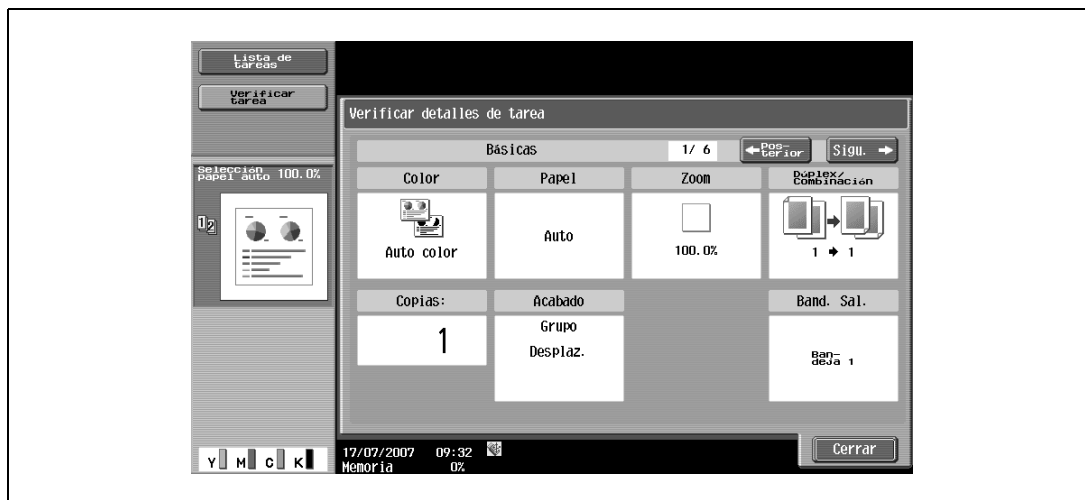 Lista de
tareas
Verificar
tarea
Verificar detalles de tarea
Básicas
1/ 6
←Pos-
terior
Sigu. →
Selección
papel auto 100.0%
12
Color
Papel
Zoom
Dúplex/
Combinación
Auto color
Auto
100.0%
1 → 1
Copias:
Acabado
Band. Sal.
1
Grupo
Desplaz.
Ban-
deja 1
Cerrar
Y M C K
17/07/2007 09:32
Memoria 0%